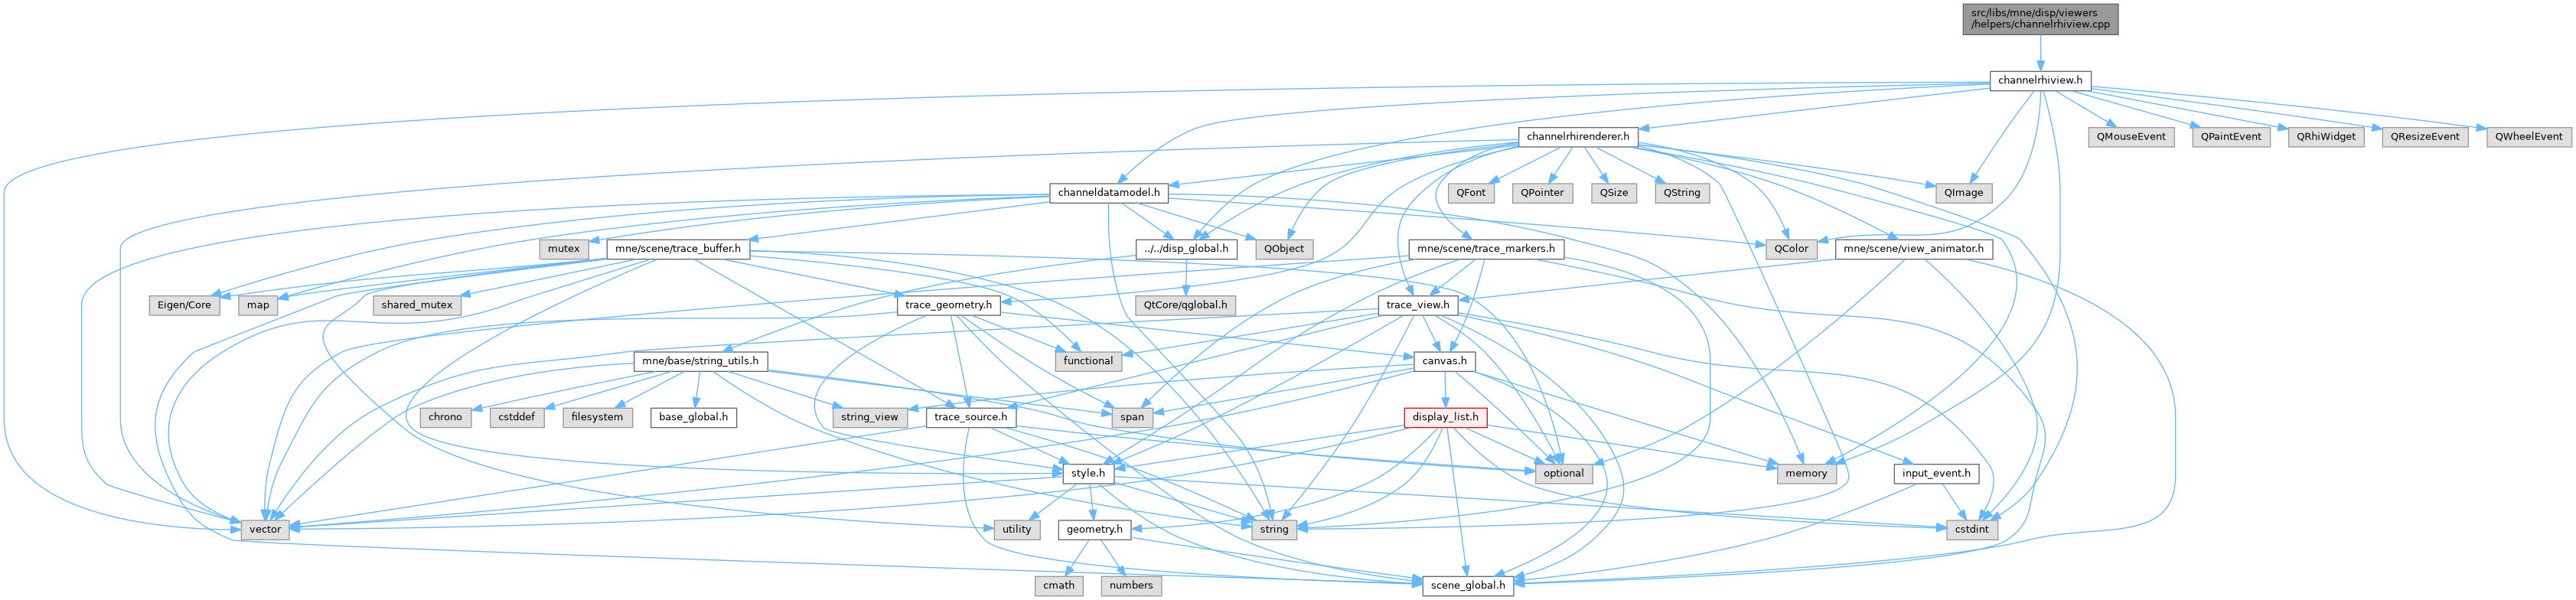 src/libs/mne/disp/viewers
/helpers/channelrhiview.cpp
channelrhiview.h
channelrhirenderer.h
QMouseEvent
QPaintEvent
QRhiWidget
QResizeEvent
QWheelEvent
channeldatamodel.h
QFont
QPointer
QSize
QString
QImage
mutex
mne/scene/trace_buffer.h
../../disp_global.h
QObject
mne/scene/trace_markers.h
QColor
mne/scene/view_animator.h
Eigen/Core
map
shared_mutex
trace_geometry.h
QtCore/qglobal.h
trace_view.h
mne/base/string_utils.h
functional
canvas.h
chrono
cstddef
filesystem
base_global.h
string_view
trace_source.h
span
display_list.h
style.h
optional
memory
input_event.h
vector
utility
geometry.h
string
cstdint
cmath
numbers
scene_global.h